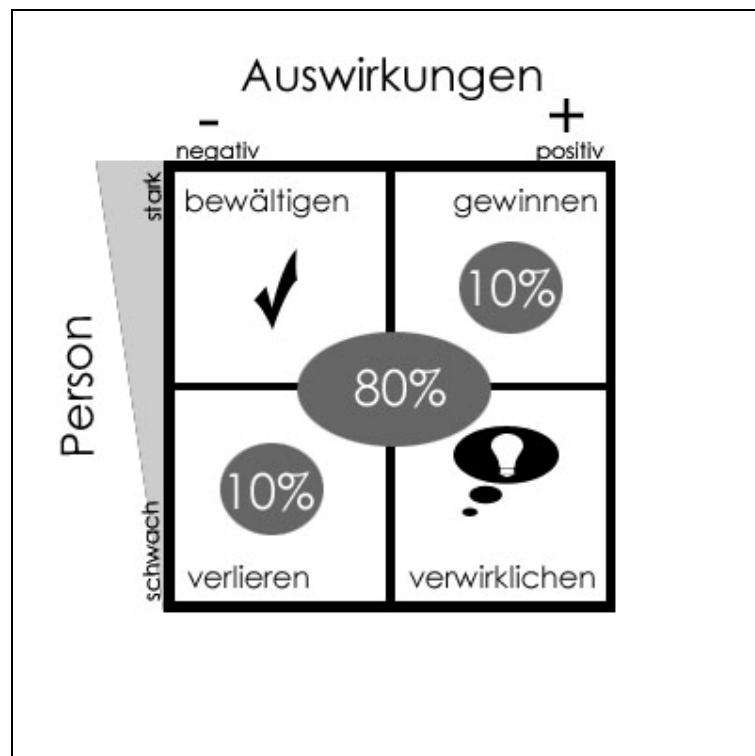 Auswirkungen
- +
negativ positiv
stark
bewältigen gewinnen
10%
Person
80%
10%
schwach
verlieren verwirklichen